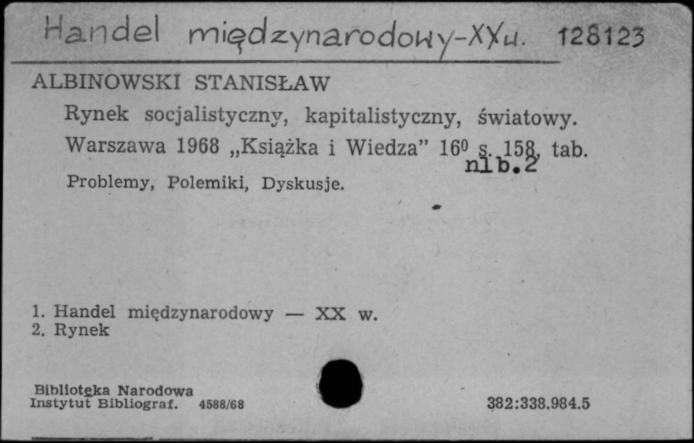 Handel międzynarodowy-XX w. 128123
ALBINOWSKI STANISŁAW
Rynek socjalistyczny, kapitalistyczny, światowy.
Warszawa 1968 „Książka i Wiedza” 16⁰ s. 158, tab.
nlb.2
Problemy, Polemiki, Dyskusje.
1. Handel międzynarodowy — XX w.
2. Rynek
Biblioteka Narodowa
Instytut Bibliograf. 4588/68 382:338.984.5